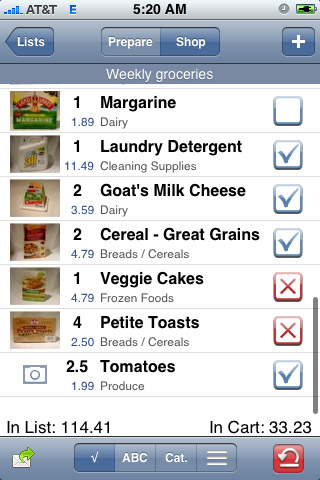 AT&T E 5:20 AM
Lists Prepare Shop +
Weekly groceries
MARGARINE
1 Margarine
1.89 Dairy
all
1 Laundry Detergent
11.49 Cleaning Supplies
2 Goat's Milk Cheese
3.59 Dairy
2 Cereal - Great Grains
4.79 Breads / Cereals
1 Veggie Cakes
4.79 Frozen Foods
4 Petite Toasts
2.50 Breads / Cereals
2.5 Tomatoes
1.99 Produce
In List: 114.41 In Cart: 33.23
√ ABC Cat.